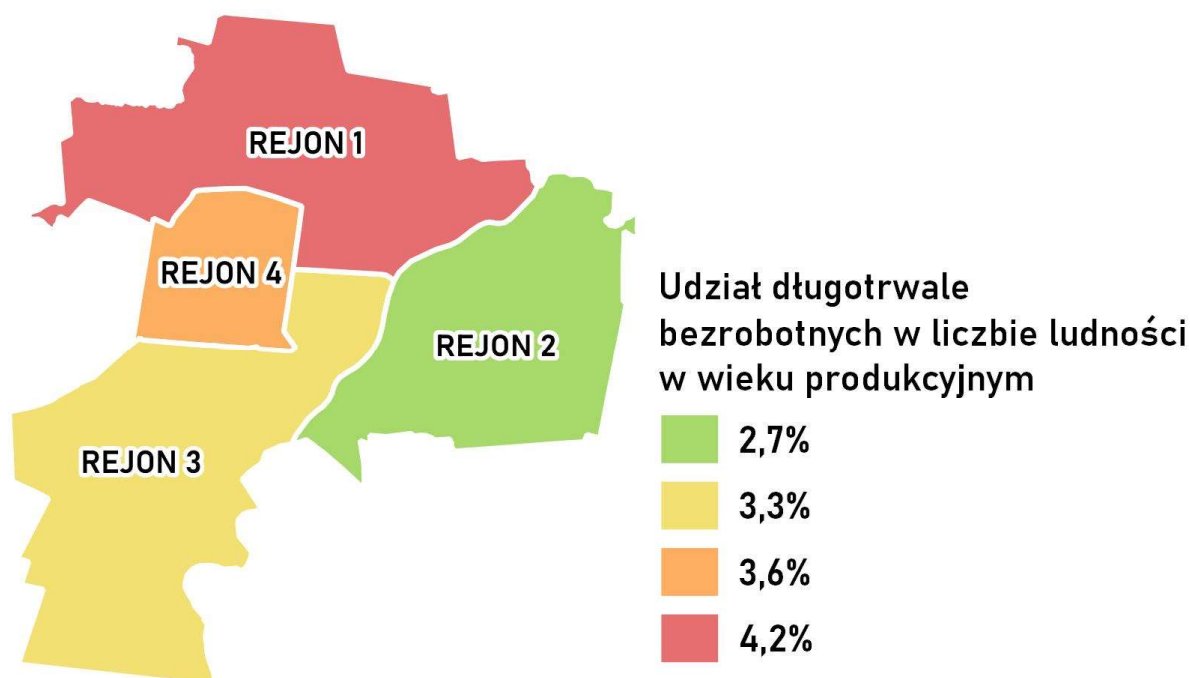 REJON 1
REJON 4
REJON 2
REJON 3
Udział długotrwale
bezrobotnych w liczbie ludności
w wieku produkcyjnym
2,7%
3,3%
3,6%
4,2%